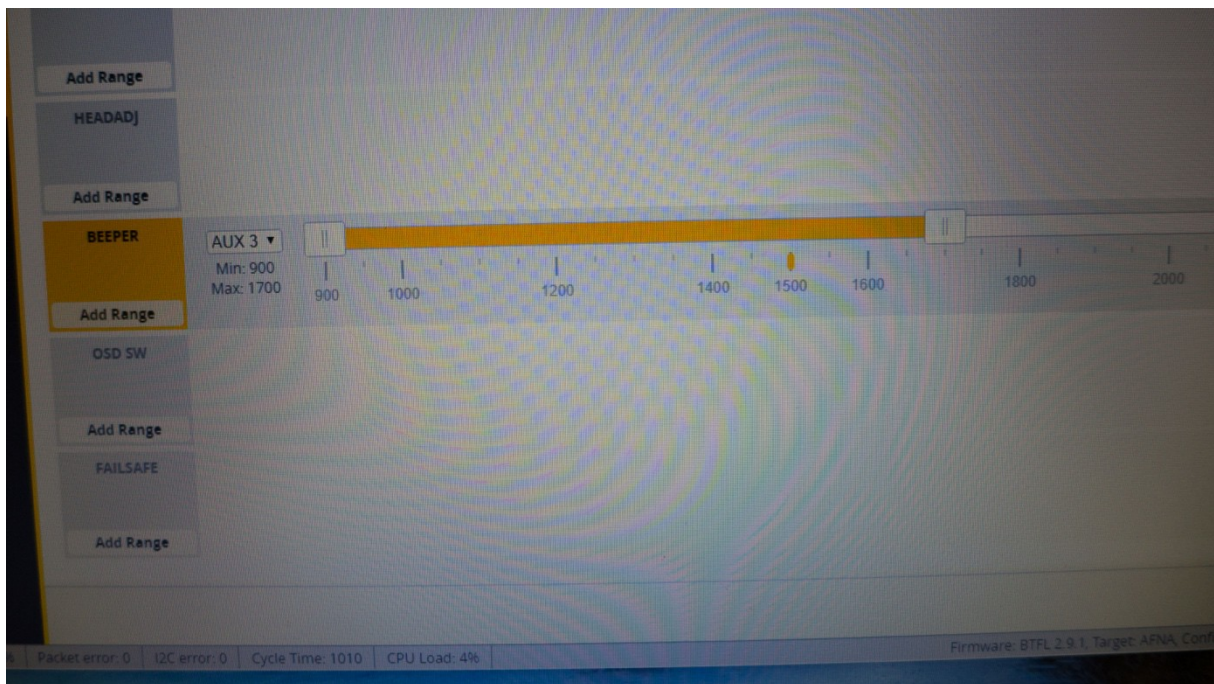 Add Range
HEADADJ
Add Range
BEEPER
AUX 3 ▼
Min: 900
Max: 1700
900 1000 1200 1400 1500 1600 1800 2000
Add Range
OSD SW
Add Range
FAILSAFE
Add Range
Packet error: 0 I2C error: 0 Cycle Time: 1010 CPU Load: 4% Firmware: BTFL 2.9.1, Target: AFNA, Conf